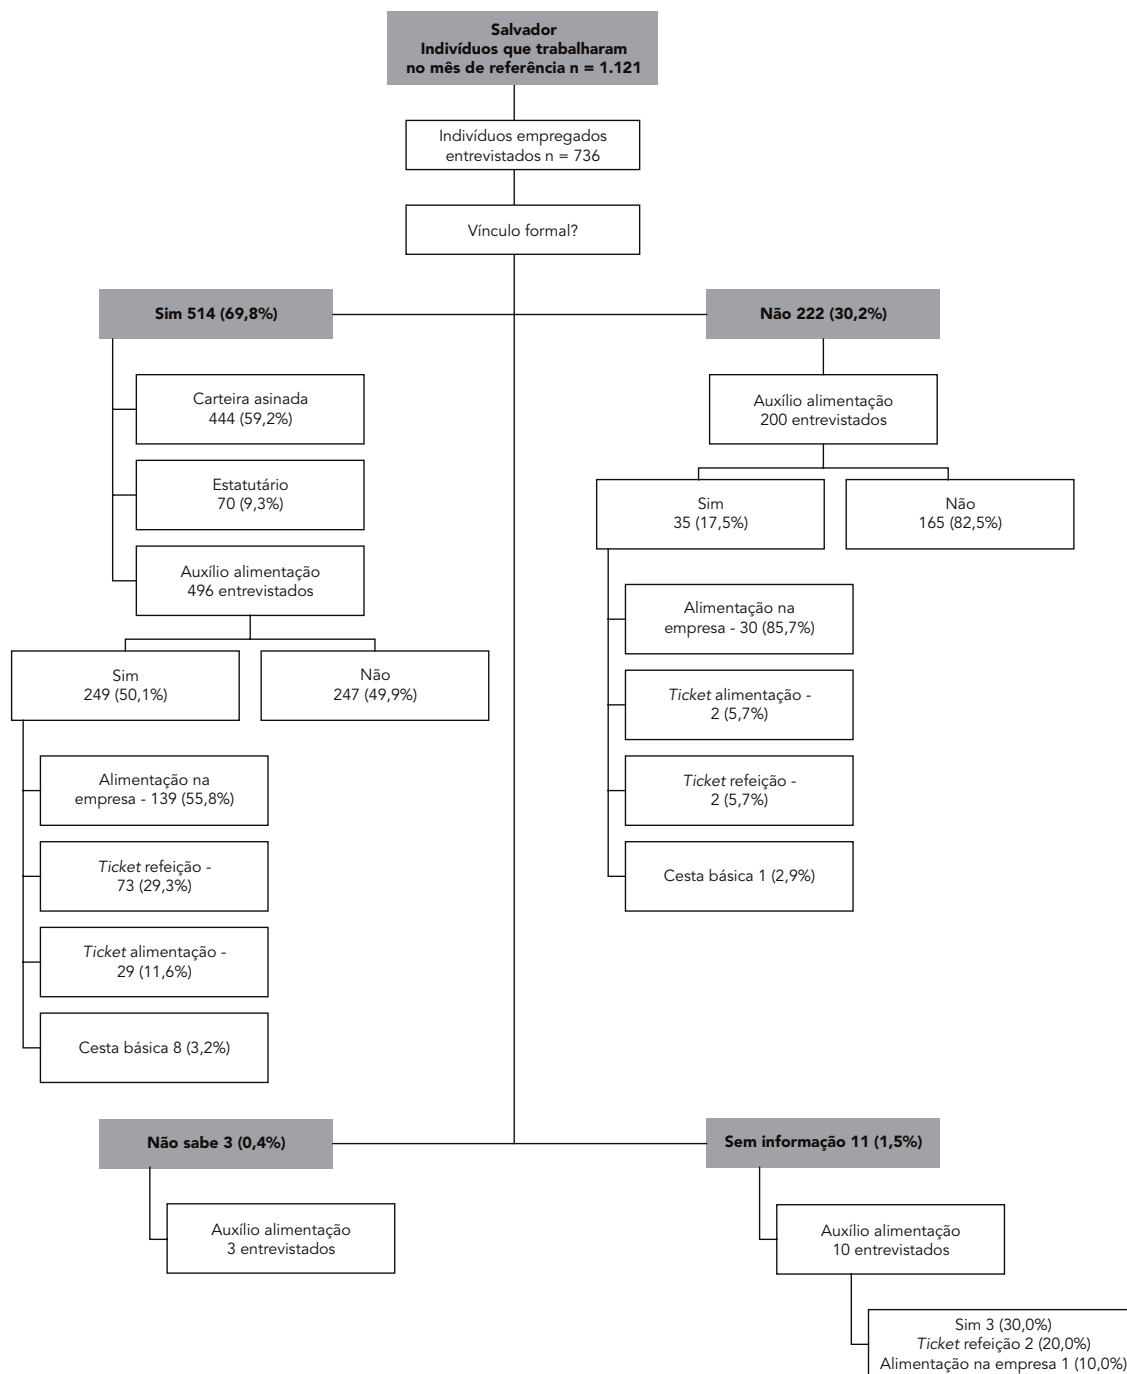 Salvador
Indivíduos que trabalharam
no mês de referência n = 1.121
Indivíduos empregados
entrevistados n = 736
Vínculo formal?
Sim 514 (69,8%)
Não 222 (30,2%)
Carteira asinada
444 (59,2%)
Estatutário
70 (9,3%)
Auxílio alimentação
496 entrevistados
Sim
249 (50,1%)
Não
247 (49,9%)
Alimentação na
empresa - 139 (55,8%)
Ticket refeição -
73 (29,3%)
Ticket alimentação -
29 (11,6%)
Cesta básica 8 (3,2%)
Auxílio alimentação
200 entrevistados
Sim
35 (17,5%)
Não
165 (82,5%)
Alimentação na
empresa - 30 (85,7%)
Ticket alimentação -
2 (5,7%)
Ticket refeição -
2 (5,7%)
Cesta básica 1 (2,9%)
Não sabe 3 (0,4%)
Auxílio alimentação
3 entrevistados
Sem informação 11 (1,5%)
Auxílio alimentação
10 entrevistados
Sim 3 (30,0%)
Ticket refeição 2 (20,0%)
Alimentação na empresa 1 (10,0%)